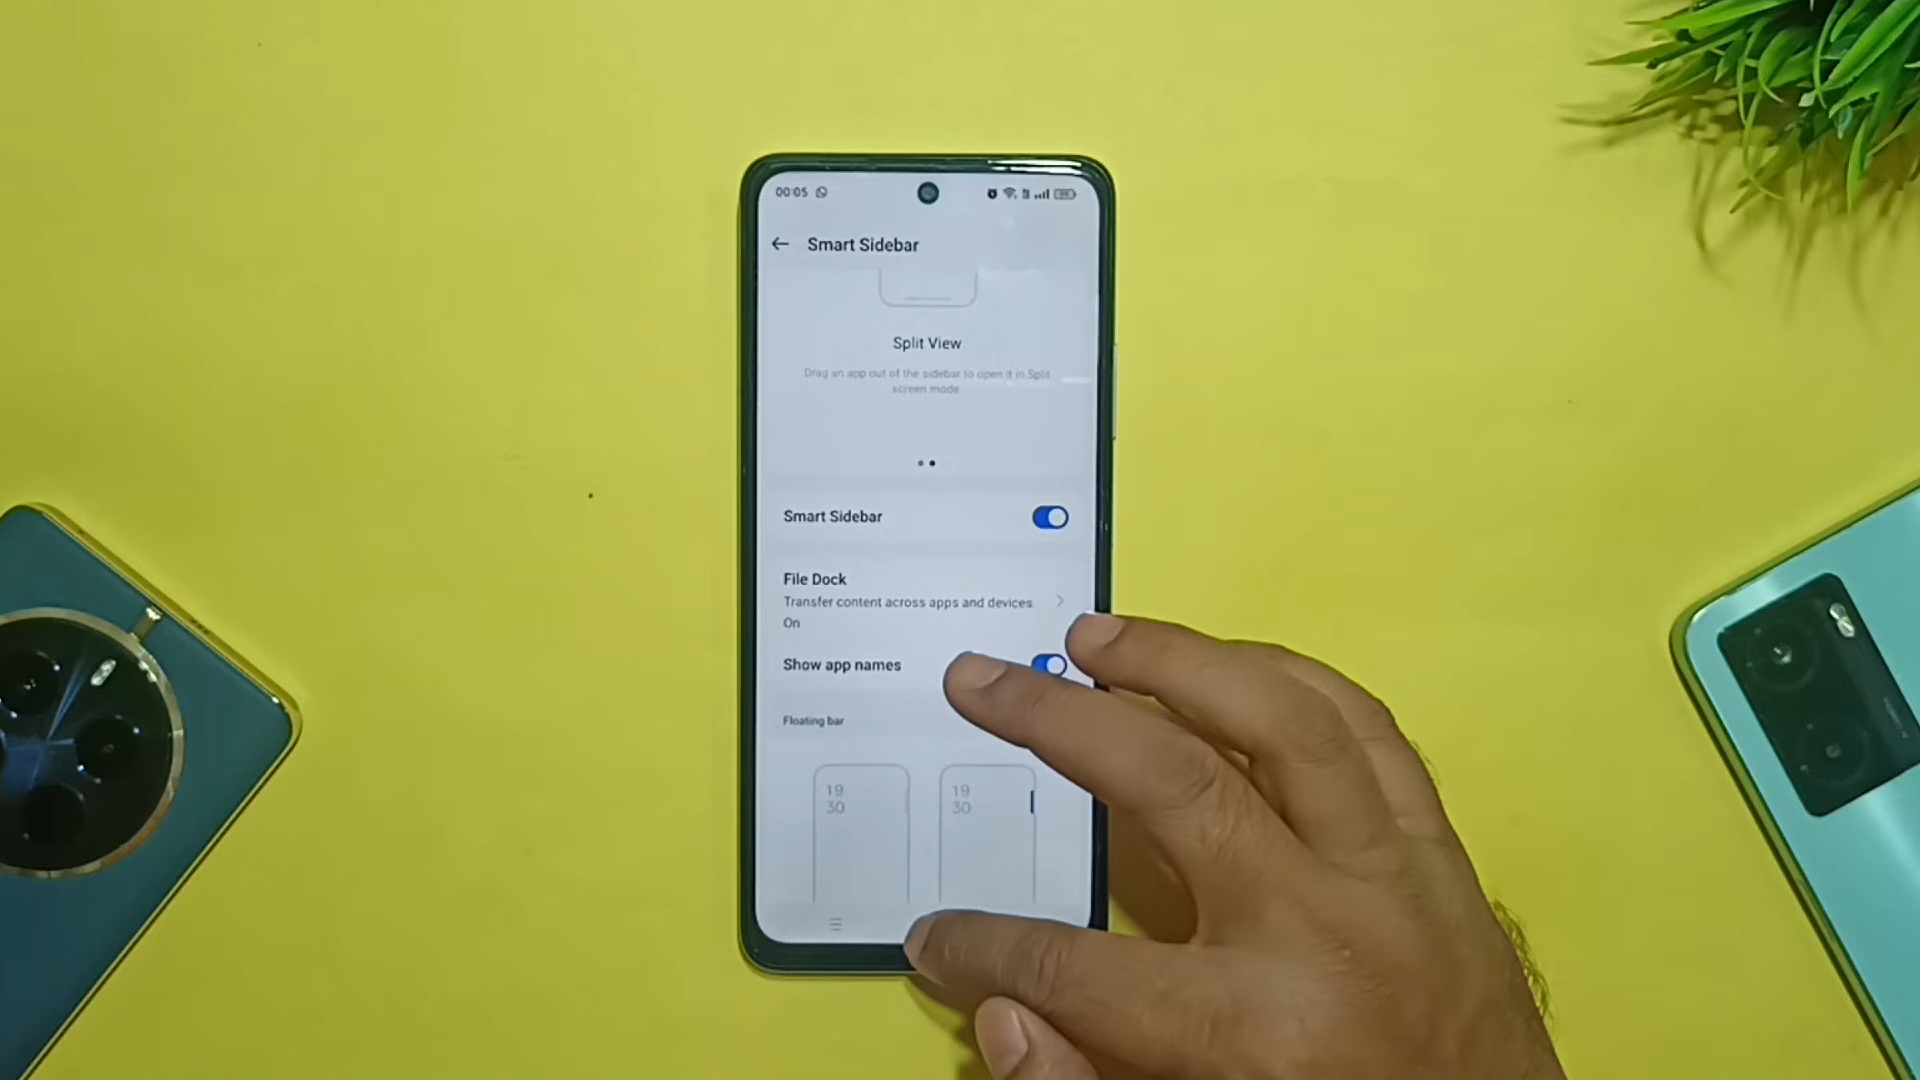 00:05
Smart Sidebar
Split View
Drag an app out of the sidebar to open it in Split
screen mode
Smart Sidebar
File Dock
Transfer content across apps and devices
On
Show app names
Floating bar
19
30
19
30